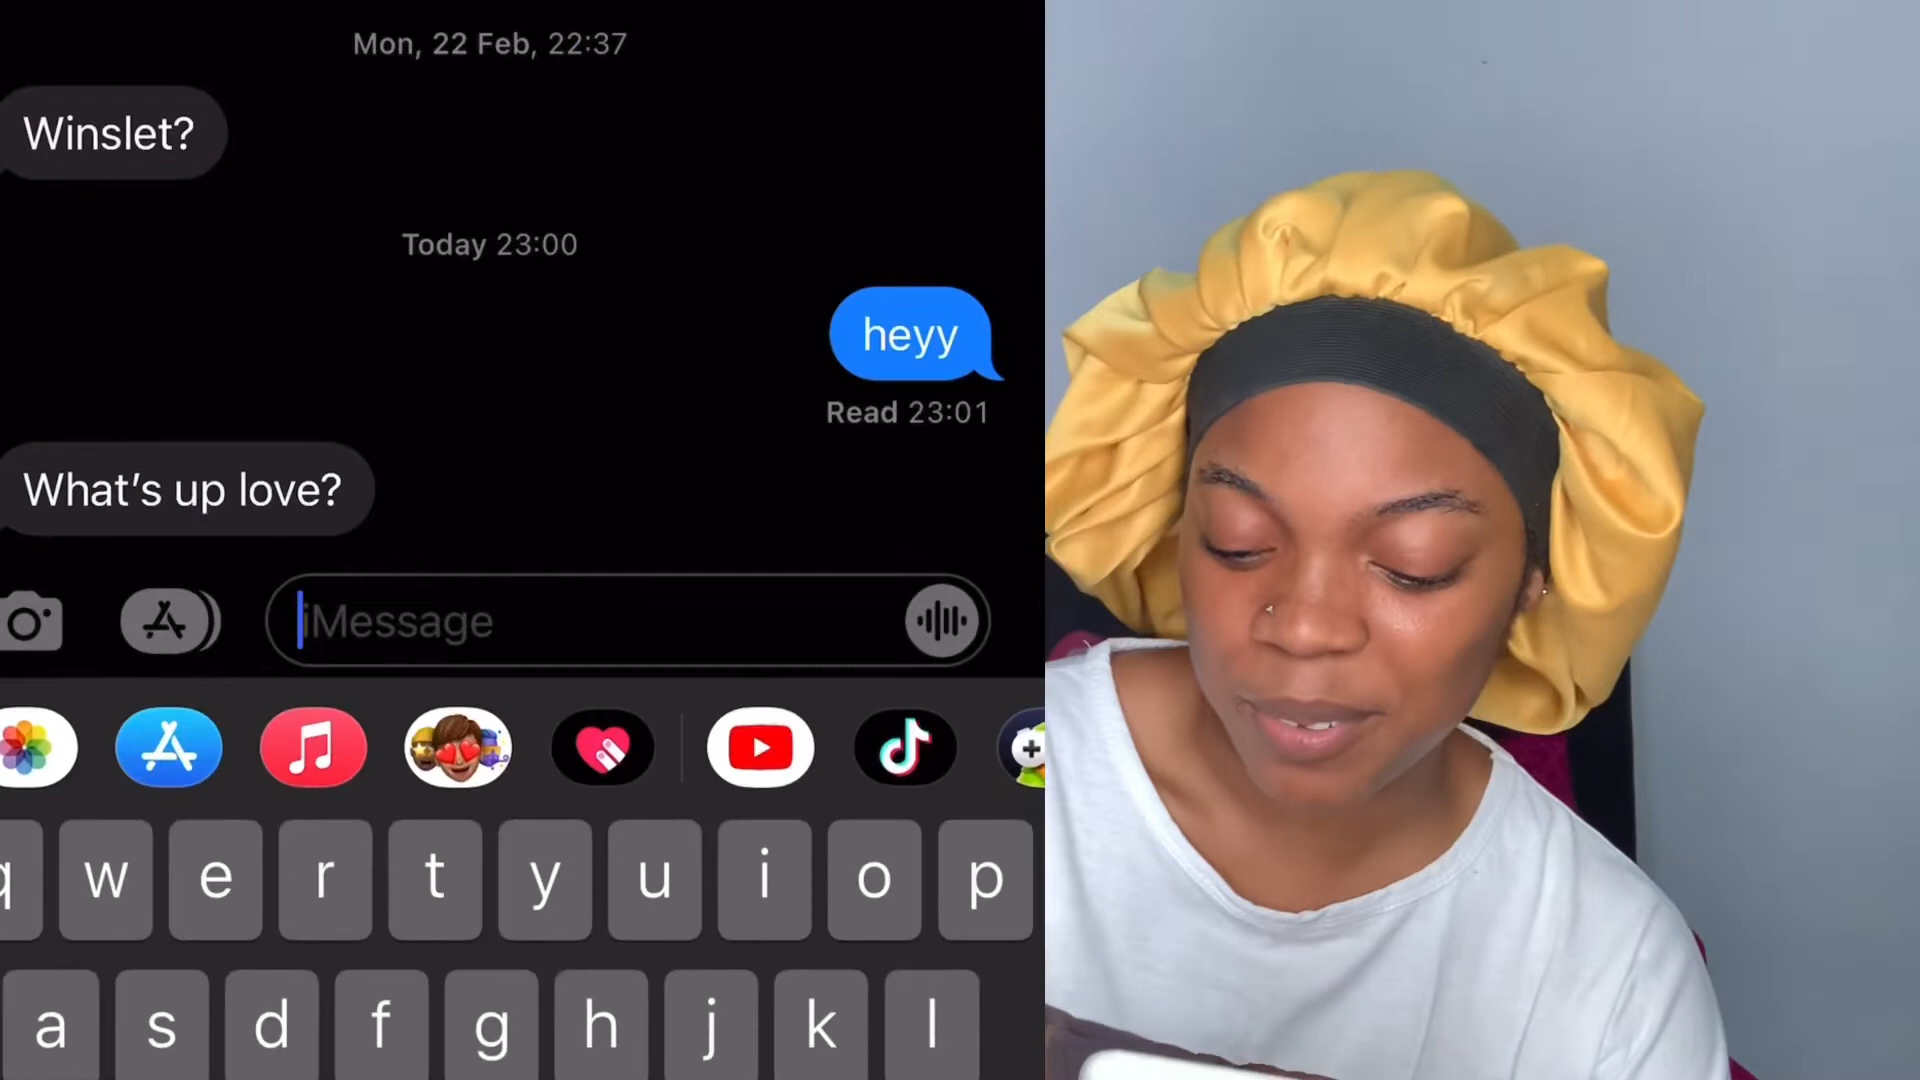 Mon, 22 Feb, 22:37
Winslet?
Today 23:00
heyy
Read 23:01
What's up love?
iMessage
q w e r t y u i o p
a s d f g h j k l